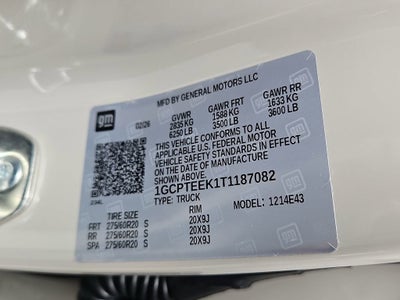 gm
MFD BY GENERAL MOTORS LLC
02/26 GVWR GAWR FRT GAWR RR
2835 KG 1588 KG 1633 KG
6250 LB 3500 LB 3600 LB
THIS VEHICLE CONFORMS TO ALL
APPLICABLE U.S. FEDERAL MOTOR
VEHICLE SAFETY STANDARDS IN EFFECT
ON THE DATE OF MANUFACTURE
SHOWN ABOVE.
1GCPTEEK1T1187082
TYPE: TRUCK MODEL: 1214E43
TIRE SIZE RIM
FRT 275/60R20 S 20X9J
RR 275/60R20 S 20X9J
SPA 275/60R20 S 20X9J